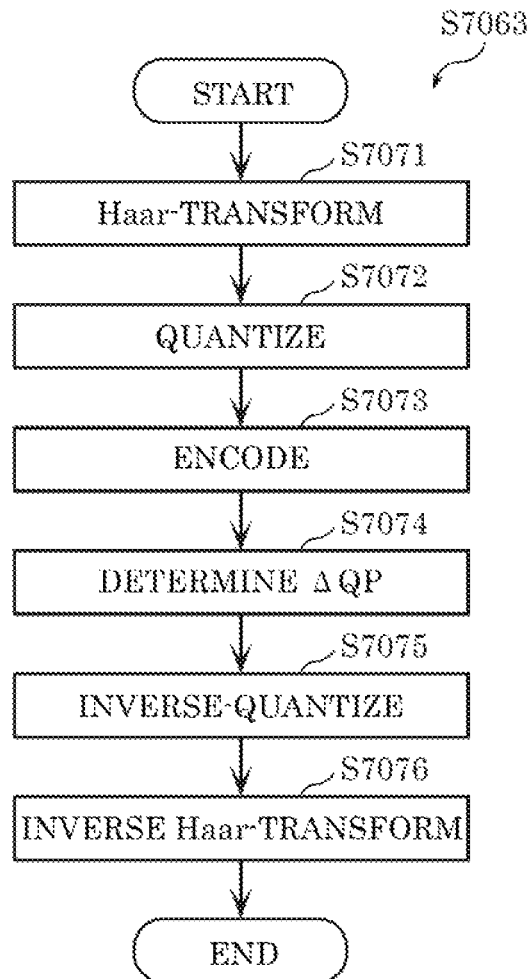 S7063
START
S7071
Haar-TRANSFORM
S7072
QUANTIZE
S7073
ENCODE
S7074
DETERMINE Δ QP
S7075
INVERSE-QUANTIZE
S7076
INVERSE Haar-TRANSFORM
END